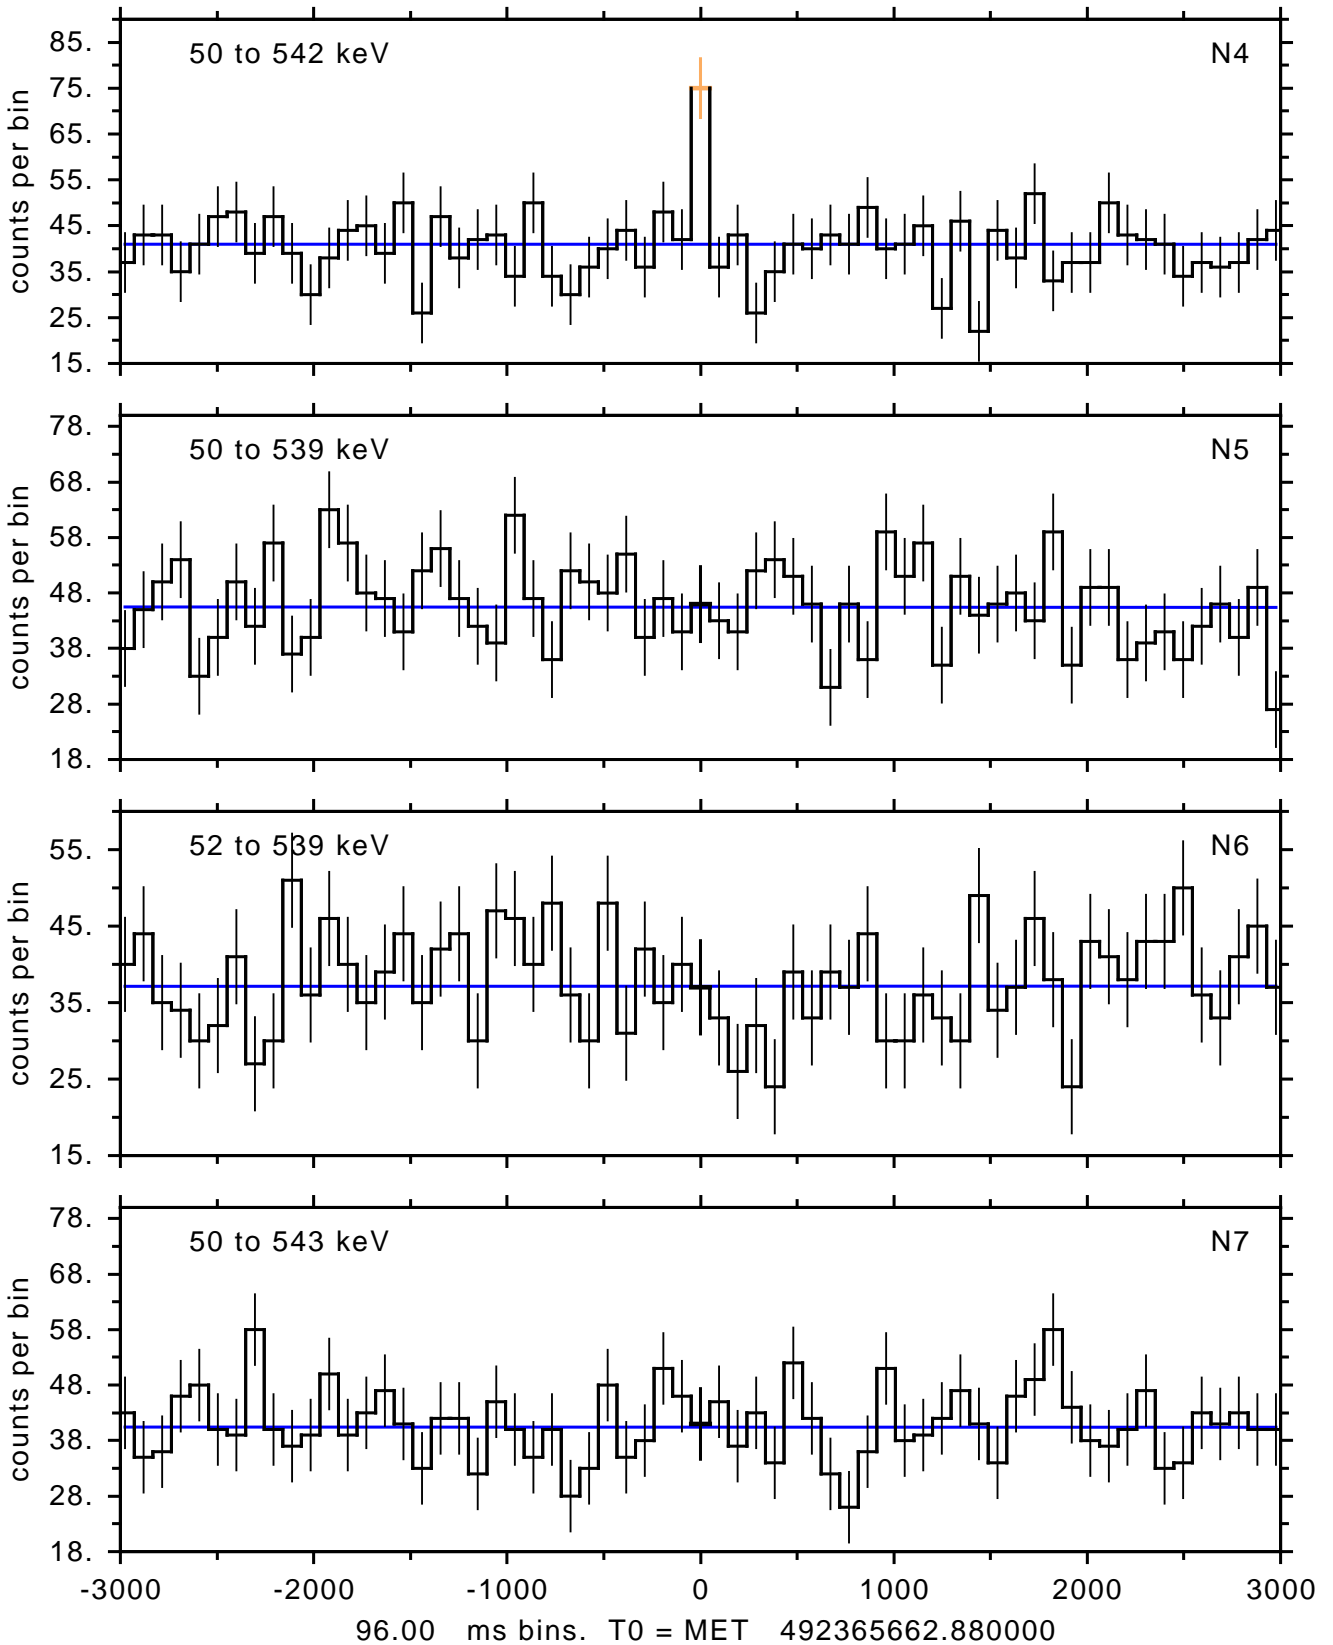 50 to 542 keV N4
85.
75.
65.
55.
45.
35.
25.
15.
counts per bin
50 to 539 keV N5
78.
68.
58.
48.
38.
28.
18.
counts per bin
52 to 539 keV N6
55.
45.
35.
25.
15.
counts per bin
50 to 543 keV N7
78.
68.
58.
48.
38.
28.
18.
counts per bin
-3000 -2000 -1000 0 1000 2000 3000
96.00 ms bins. T0 = MET 492365662.880000